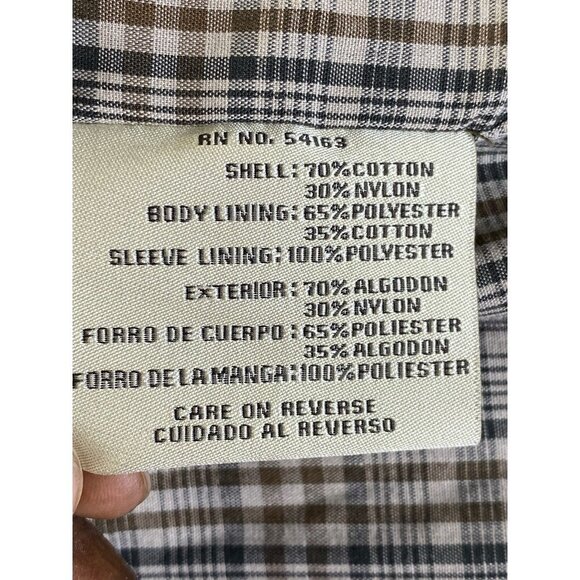 RN NO. 54163
SHELL: 70%COTTON
30%NYLON
BODY LINING: 65%POLYESTER
35%COTTON
SLEEVE LINING: 100%POLYESTER
EXTERIOR: 70%ALGODON
30%NYLON
FORRO DE CUERPO: 65%POLIESTER
35%ALGODON
FORRO DE LA MANGA: 100%POLIESTER
CARE ON REVERSE
CUIDADO AL REVERSO